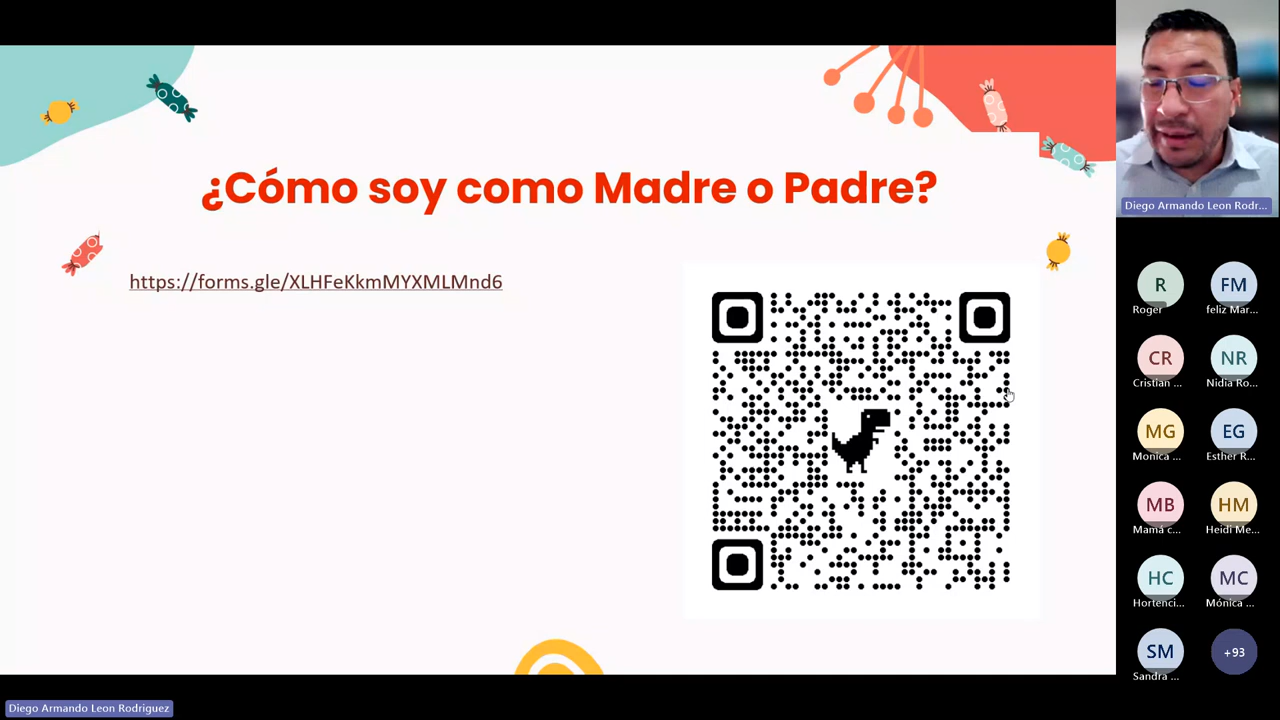 ¿Cómo soy como Madre o Padre?
https://forms.gle/XLHFeKkmMYXMLMnd6
Diego Armando Leon Rodr...
R
FM
Roger
feliz Mar...
CR
NR
Cristian ...
Nidia Ro...
MG
EG
Monica ...
Esther R...
MB
HM
Mamá c...
Heidi Me...
HC
MC
Hortenci...
Mónica ...
SM
+93
Sandra ...
Diego Armando Leon Rodriguez